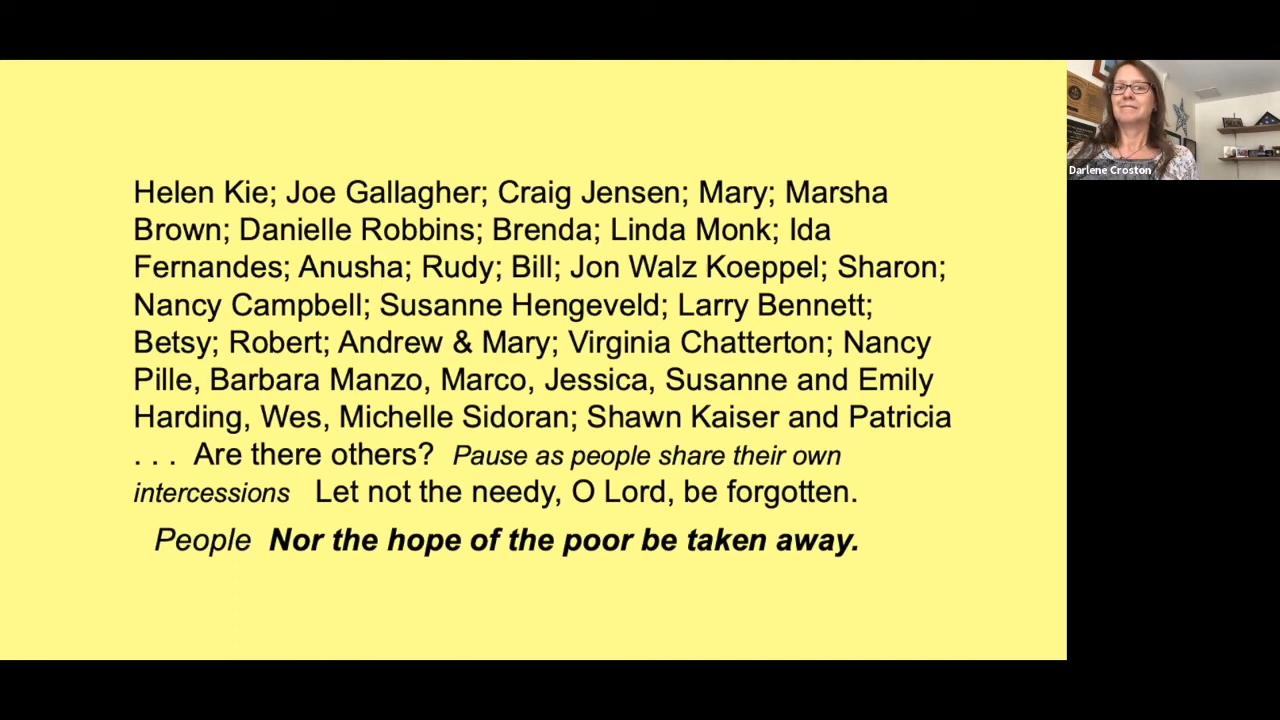 Helen Kie; Joe Gallagher; Craig Jensen; Mary; Marsha
Brown; Danielle Robbins; Brenda; Linda Monk; Ida
Fernandes; Anusha; Rudy; Bill; Jon Walz Koeppel; Sharon;
Nancy Campbell; Susanne Hengeveld; Larry Bennett;
Betsy; Robert; Andrew & Mary; Virginia Chatterton; Nancy
Pille, Barbara Manzo, Marco, Jessica, Susanne and Emily
Harding, Wes, Michelle Sidoran; Shawn Kaiser and Patricia
. . . Are there others? Pause as people share their own
intercessions Let not the needy, O Lord, be forgotten.
People Nor the hope of the poor be taken away.
Darlene Croston